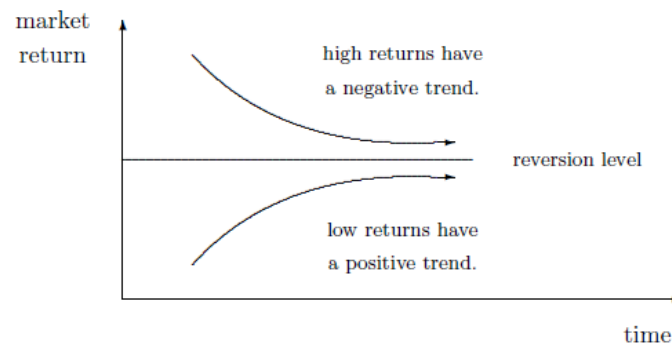 market
return
high returns have
a negative trend.
reversion level
low returns have
a positive trend.
time